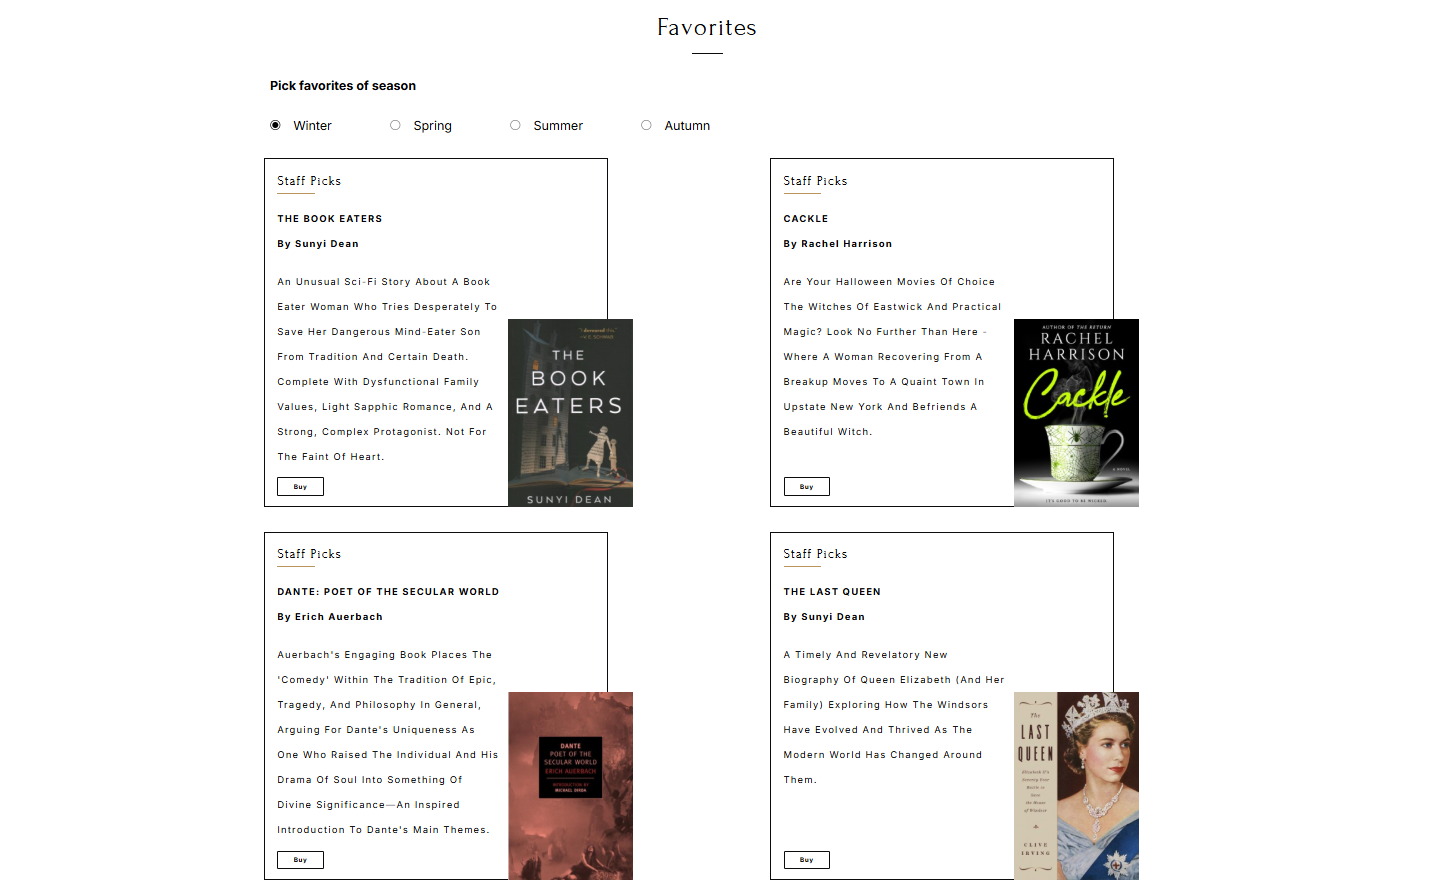 Favorites
Pick favorites of season
Winter
Spring
Summer
Autumn
Staff Picks
THE BOOK EATERS
By Sunyi Dean
An Unusual Sci-Fi Story About A Book
Eater Woman Who Tries Desperately To
Save Her Dangerous Mind-Eater Son
From Tradition And Certain Death.
Complete With Dysfunctional Family
Values, Light Sapphic Romance, And A
Strong, Complex Protagonist. Not For
The Faint Of Heart.
Buy
THE
BOOK
EATERS
SUNYI DEAN
Staff Picks
CACKLE
By Rachel Harrison
Are Your Halloween Movies Of Choice
The Witches Of Eastwick And Practical
Magic? Look No Further Than Here -
Where A Woman Recovering From A
Breakup Moves To A Quaint Town In
Upstate New York And Befriends A
Beautiful Witch.
Buy
AUTHOR OF THE RETURN
RACHEL
HARRISON
Cackle
A NOVEL
IT'S GOOD TO BE WICKED
Staff Picks
DANTE: POET OF THE SECULAR WORLD
By Erich Auerbach
Auerbach's Engaging Book Places The
'Comedy' Within The Tradition Of Epic,
Tragedy, And Philosophy In General,
Arguing For Dante's Uniqueness As
One Who Raised The Individual And His
Drama Of Soul Into Something Of
Divine Significance—An Inspired
Introduction To Dante's Main Themes.
Buy
DANTE
POET OF THE
SECULAR WORLD
ERICH AUERBACH
INTRODUCTION BY
MICHAEL DIRDA
Staff Picks
THE LAST QUEEN
By Sunyi Dean
A Timely And Revelatory New
Biography Of Queen Elizabeth (And Her
Family) Exploring How The Windsors
Have Evolved And Thrived As The
Modern World Has Changed Around
Them.
Buy
The
LAST
QUEEN
CLIVE
IRVING